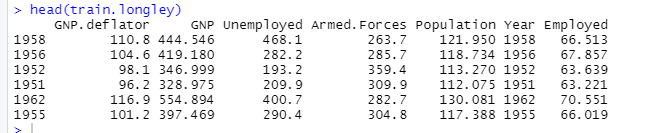 > head(train.longley)
     GNP.deflator     GNP Unemployed Armed.Forces Population Year Employed
1958        110.8 444.546      468.1        263.7    121.950 1958   66.513
1956        104.6 419.180      282.2        285.7    118.734 1956   67.857
1952         98.1 346.999      193.2        359.4    113.270 1952   63.639
1951         96.2 328.975      209.9        309.9    112.075 1951   63.221
1962        116.9 554.894      400.7        282.7    130.081 1962   70.551
1955        101.2 397.469      290.4        304.8    117.388 1955   66.019
>